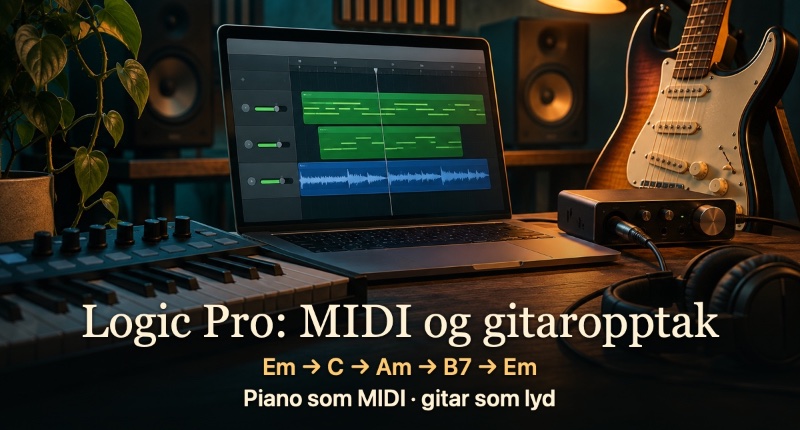 Logic Pro: MIDI og gitaropptak
Em → C → Am → B7 → Em
Piano som MIDI · gitar som lyd